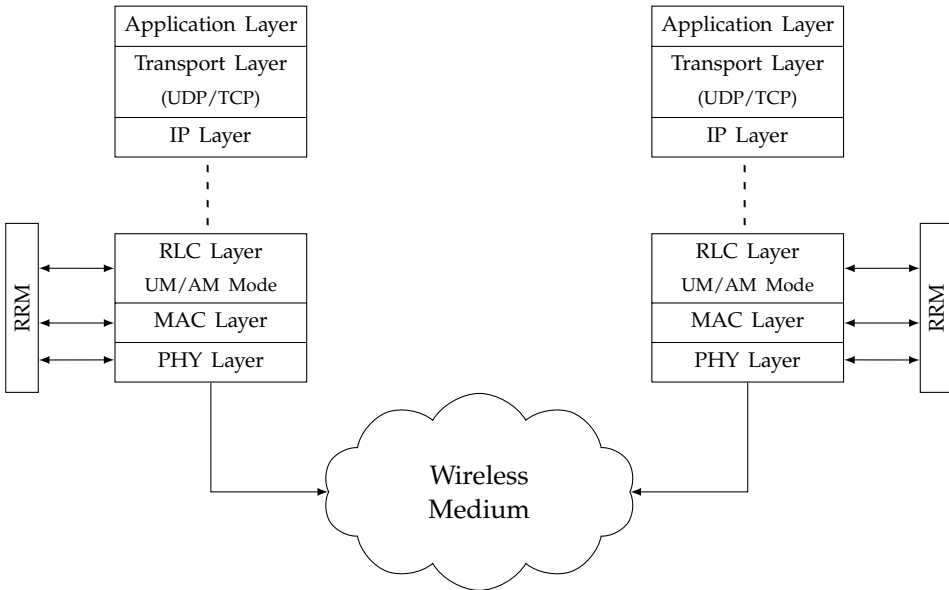 Application Layer
Transport Layer
(UDP/TCP)
IP Layer
RLC Layer
UM/AM Mode
MAC Layer
PHY Layer
RRM
Application Layer
Transport Layer
(UDP/TCP)
IP Layer
RLC Layer
UM/AM Mode
MAC Layer
PHY Layer
RRM
Wireless
Medium